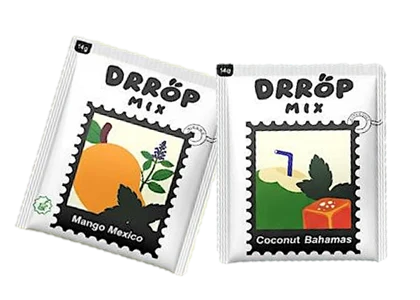 14g
DRRÖP
MIX
Mango Mexico
14g
DRRÖP
MIX
Coconut Bahamas